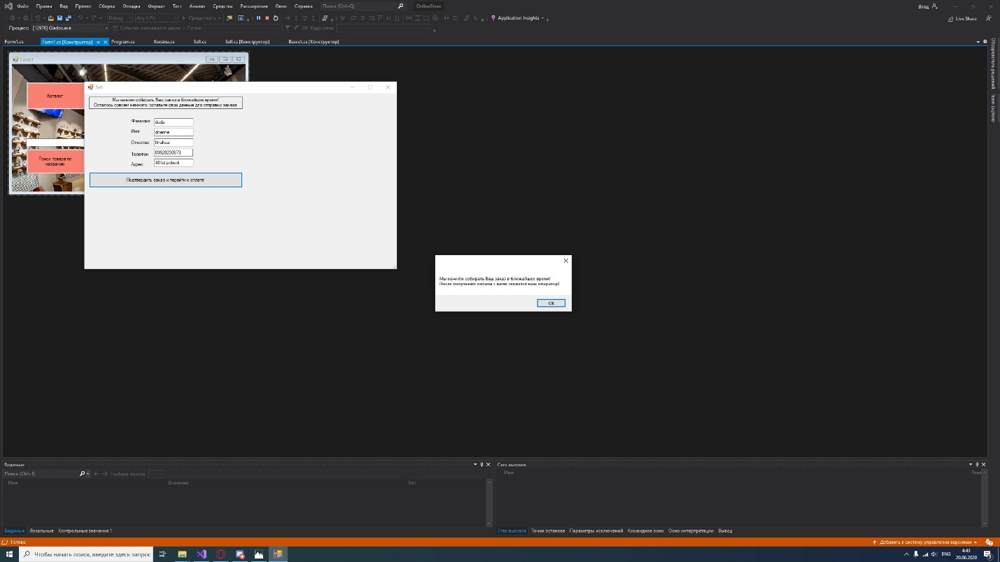 Файл Правка Вид Проект Сборка Отладка Формат Тест Анализ Средства Расширения Окно Справка Поиск (Ctrl+Q) OnlineStore Вход
Debug Any CPU Продолжить Application Insights Live Share
Процесс: [12976] Glados.exe События жизненного цикла Поток: Кадр стека:
Form1.cs Form1.cs [Конструктор] Program.cs Korzina.cs Sell.cs Sell.cs [Конструктор] Bascet.cs [Конструктор]
Обозреватель решений
Team Explorer
Form1
Каталог
Поиск товара по
названию
Sell
Мы начнём собирать Ваш заказ в ближайшее время!
Осталось совсем немного: оставьте свои данные для отправки заказа
Фамилия dada
Имя dnenne
Отчество hhahaa
Телефон 89528230673
Адрес 40 let pobedi
Подтвердить заказ и перейти к оплате
Мы начнём собирать Ваш заказ в ближайшее время!
После получения оплаты с вами свяжется наш оператор!
OK
Видимые
Поиск (Ctrl+E) Глубина поиска:
Имя Значение Тип
Видимые Локальные Контрольные значения 1
Стек вызовов
Имя
Стек вызовов Точки останова Параметры исключений Командное окно Окно интерпретации Вывод
Готово
Добавить в систему управления версиями
Чтобы начать поиск, введите здесь запрос
ENG
4:43
20.06.2020
3